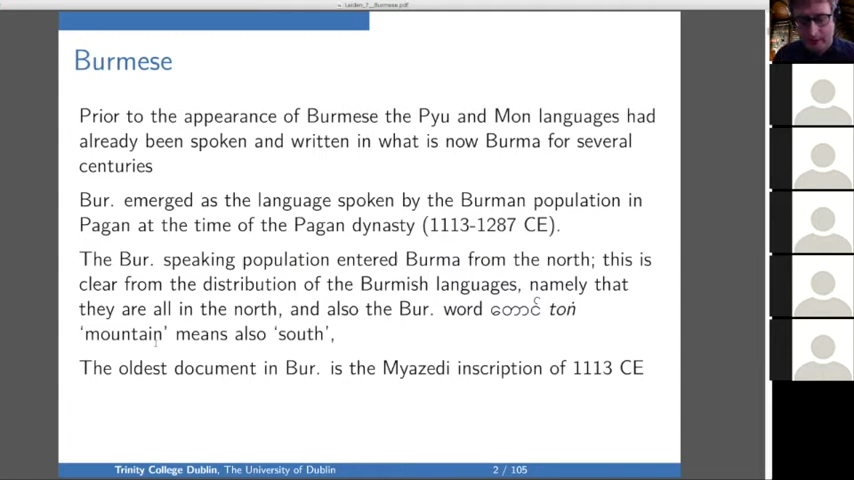 Leiden_7__Burmese.pdf
Burmese
Prior to the appearance of Burmese the Pyu and Mon languages had
already been spoken and written in what is now Burma for several
centuries
Bur. emerged as the language spoken by the Burman population in
Pagan at the time of the Pagan dynasty (1113-1287 CE).
The Bur. speaking population entered Burma from the north; this is
clear from the distribution of the Burmish languages, namely that
they are all in the north, and also the Bur. word တောင် toṅ
‘mountain’ means also ‘south’,
The oldest document in Bur. is the Myazedi inscription of 1113 CE
Trinity College Dublin, The University of Dublin
2 / 105